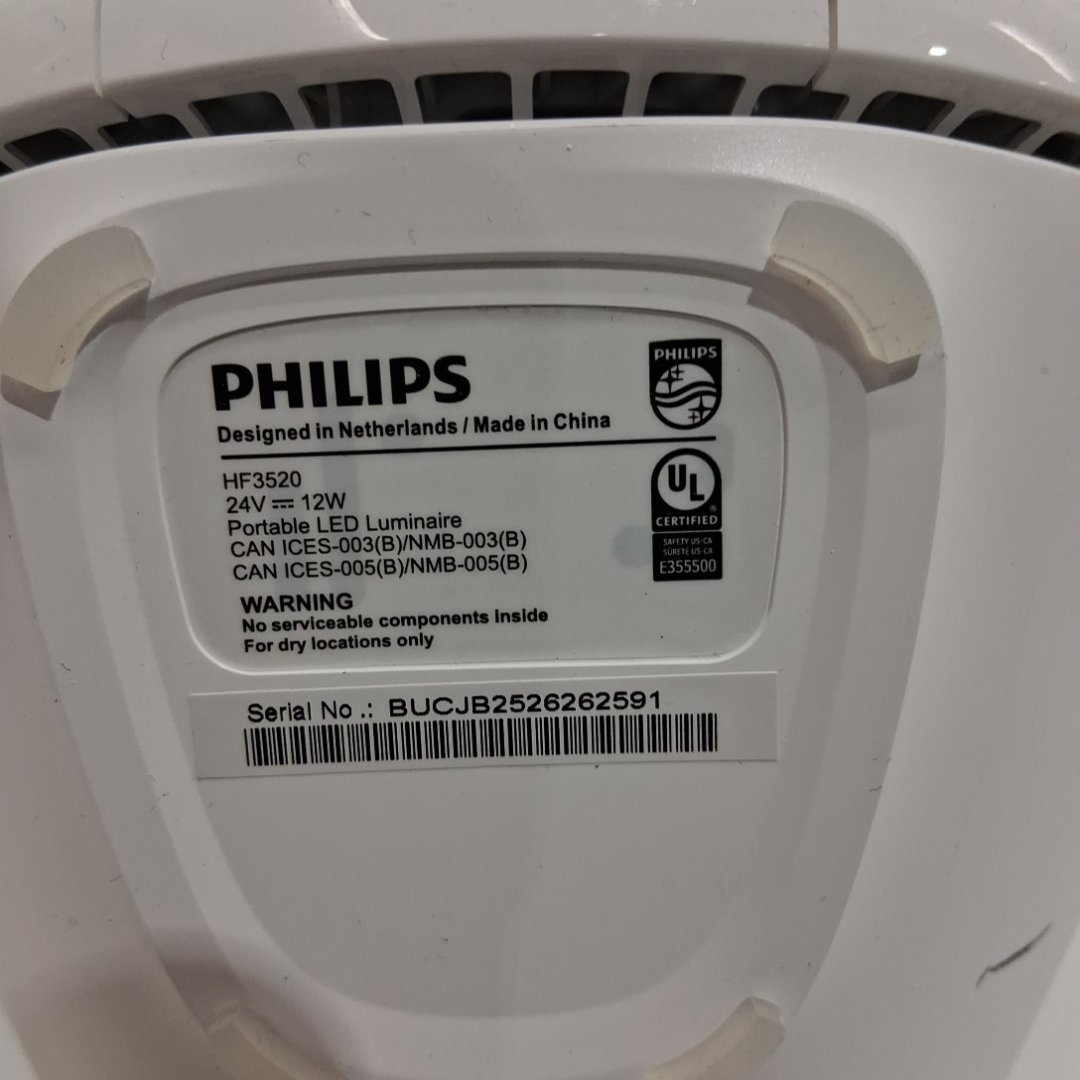 PHILIPS
Designed in Netherlands / Made in China
PHILIPS
HF3520
24V ⎓ 12W
Portable LED Luminaire
CAN ICES-003(B)/NMB-003(B)
CAN ICES-005(B)/NMB-005(B)
WARNING
No serviceable components Inside
For dry locations only
UL
®
CERTIFIED
SAFETY US-CA
SÛRETÉ US-CA
E355500
Serial No .: BUCJB2526262591